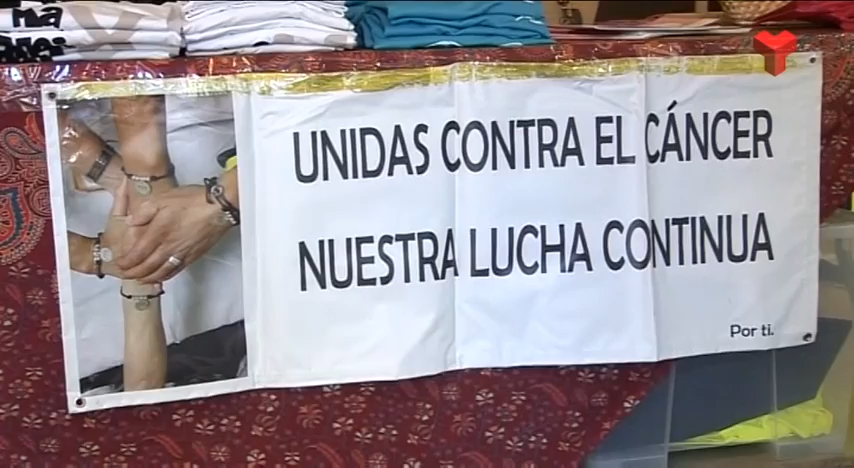 UNIDAS CONTRA EL CÁNCER
NUESTRA LUCHA CONTINUA
Por ti.